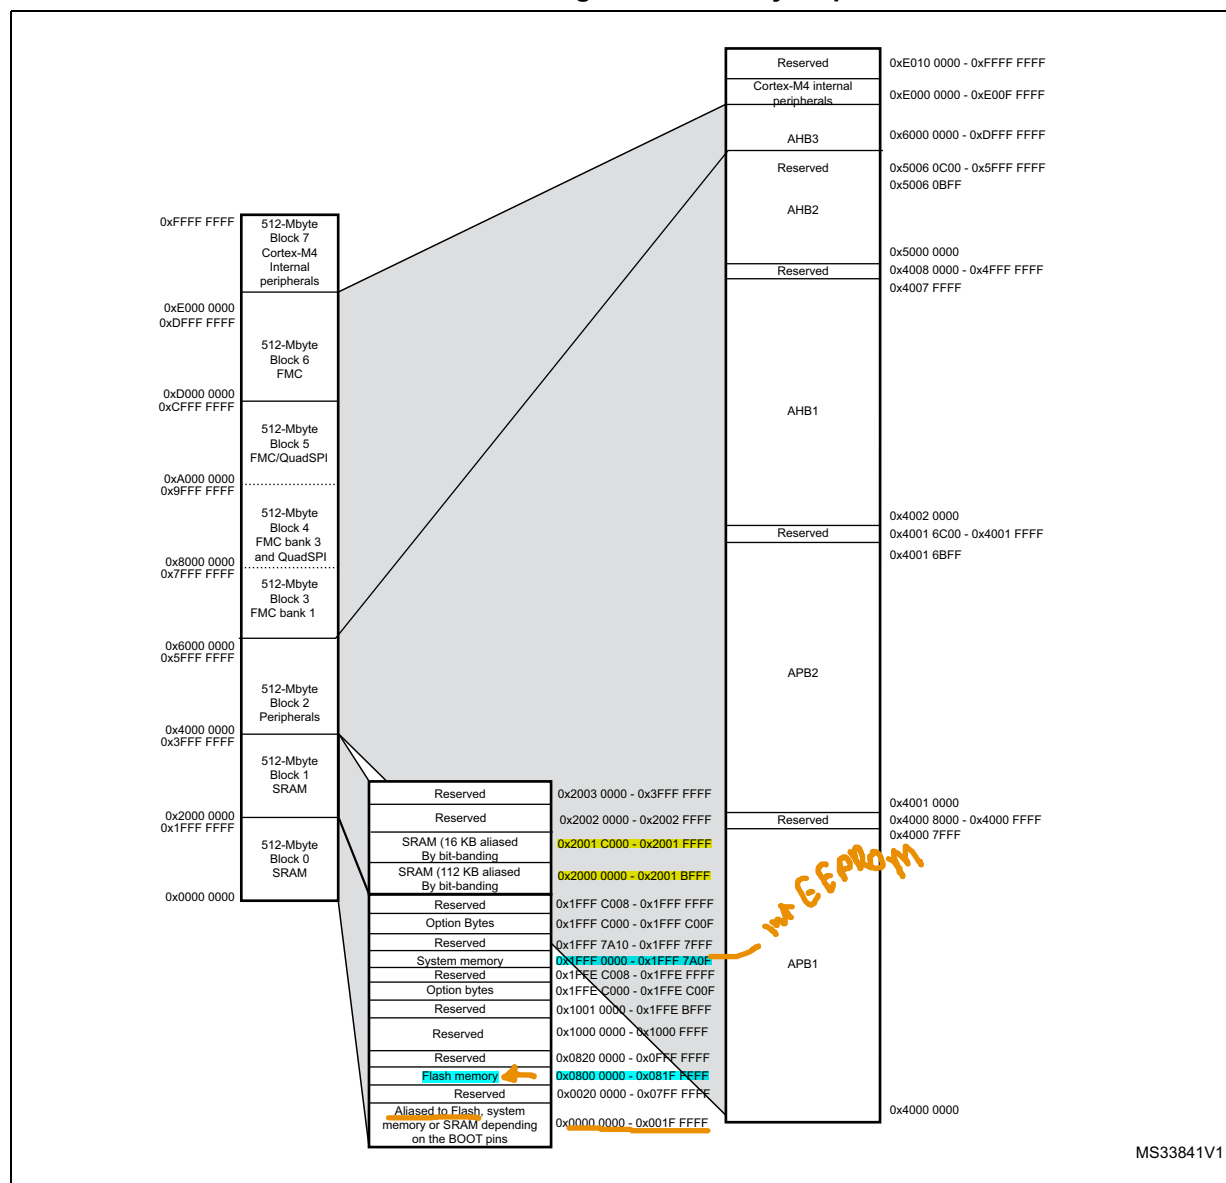 Reserved
0xE010 0000 - 0xFFFF FFFF
Cortex-M4 internal
peripherals
0xE000 0000 - 0xE00F FFFF
AHB3
0x6000 0000 - 0xDFFF FFFF
Reserved
0x5006 0C00 - 0x5FFF FFFF
0x5006 0BFF
AHB2
0x5000 0000
Reserved
0x4008 0000 - 0x4FFF FFFF
0x4007 FFFF
AHB1
0x4002 0000
Reserved
0x4001 6C00 - 0x4001 FFFF
0x4001 6BFF
APB2
0x4001 0000
Reserved
0x4000 8000 - 0x4000 FFFF
0x4000 7FFF
APB1
0x4000 0000
0xFFFF FFFF
512-Mbyte
Block 7
Cortex-M4
Internal
peripherals
0xE000 0000
0xDFFF FFFF
512-Mbyte
Block 6
FMC
0xD000 0000
0xCFFF FFFF
512-Mbyte
Block 5
FMC/QuadSPI
0xA000 0000
0x9FFF FFFF
512-Mbyte
Block 4
FMC bank 3
and QuadSPI
0x8000 0000
0x7FFF FFFF
512-Mbyte
Block 3
FMC bank 1
0x6000 0000
0x5FFF FFFF
512-Mbyte
Block 2
Peripherals
0x4000 0000
0x3FFF FFFF
512-Mbyte
Block 1
SRAM
0x2000 0000
0x1FFF FFFF
512-Mbyte
Block 0
SRAM
0x0000 0000
Reserved
0x2003 0000 - 0x3FFF FFFF
Reserved
0x2002 0000 - 0x2002 FFFF
SRAM (16 KB aliased
By bit-banding
0x2001 C000 - 0x2001 FFFF
SRAM (112 KB aliased
By bit-banding
0x2000 0000 - 0x2001 BFFF
Reserved
0x1FFF C008 - 0x1FFF FFFF
Option Bytes
0x1FFF C000 - 0x1FFF C00F
Reserved
0x1FFF 7A10 - 0x1FFF 7FFF
System memory
0x1FFF 0000 - 0x1FFF 7A0F
EEPROM
Reserved
0x1FFE C008 - 0x1FFE FFFF
Option bytes
0x1FFE C000 - 0x1FFE C00F
Reserved
0x1001 0000 - 0x1FFE BFFF
Reserved
0x1000 0000 - 0x1000 FFFF
Reserved
0x0820 0000 - 0x0FFF FFFF
Flash memory
0x0800 0000 - 0x081F FFFF
Reserved
0x0020 0000 - 0x07FF FFFF
Aliased to Flash, system
memory or SRAM depending
on the BOOT pins
0x0000 0000 - 0x001F FFFF
MS33841V1